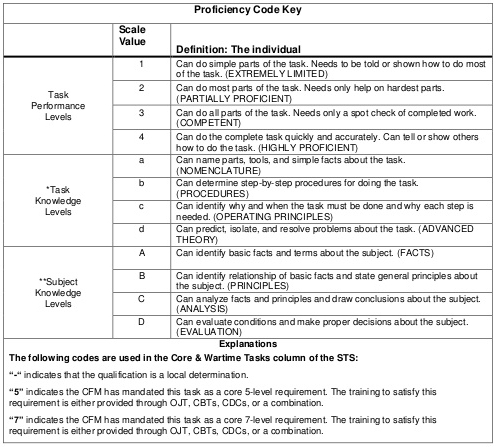 Proficiency Code Key
Scale
Value
Definition: The individual
Task
Performance
Levels
1
Can do simple parts of the task. Needs to be told or shown how to do most
of the task. (EXTREMELY LIMITED)
2
Can do most parts of the task. Needs only help on hardest parts.
(PARTIALLY PROFICIENT)
3
Can do all parts of the task. Needs only a spot check of completed work.
(COMPETENT)
4
Can do the complete task quickly and accurately. Can tell or show others
how to do the task. (HIGHLY PROFICIENT)
*Task
Knowledge
Levels
a
Can name parts, tools, and simple facts about the task.
(NOMENCLATURE)
b
Can determine step-by-step procedures for doing the task.
(PROCEDURES)
c
Can identify why and when the task must be done and why each step is
needed. (OPERATING PRINCIPLES)
d
Can predict, isolate, and resolve problems about the task. (ADVANCED
THEORY)
**Subject
Knowledge
Levels
A
Can identify basic facts and terms about the subject. (FACTS)
B
Can identify relationship of basic facts and state general principles about
the subject. (PRINCIPLES)
C
Can analyze facts and principles and draw conclusions about the subject.
(ANALYSIS)
D
Can evaluate conditions and make proper decisions about the subject.
(EVALUATION)
Explanations
The following codes are used in the Core & Wartime Tasks column of the STS:
“-“ indicates that the qualification is a local determination.
“5” indicates the CFM has mandated this task as a core 5-level requirement. The training to satisfy this
requirement is either provided through OJT, CBTs, CDCs, or a combination.
“7” indicates the CFM has mandated this task as a core 7-level requirement. The training to satisfy this
requirement is either provided through OJT, CBTs, CDCs, or a combination.